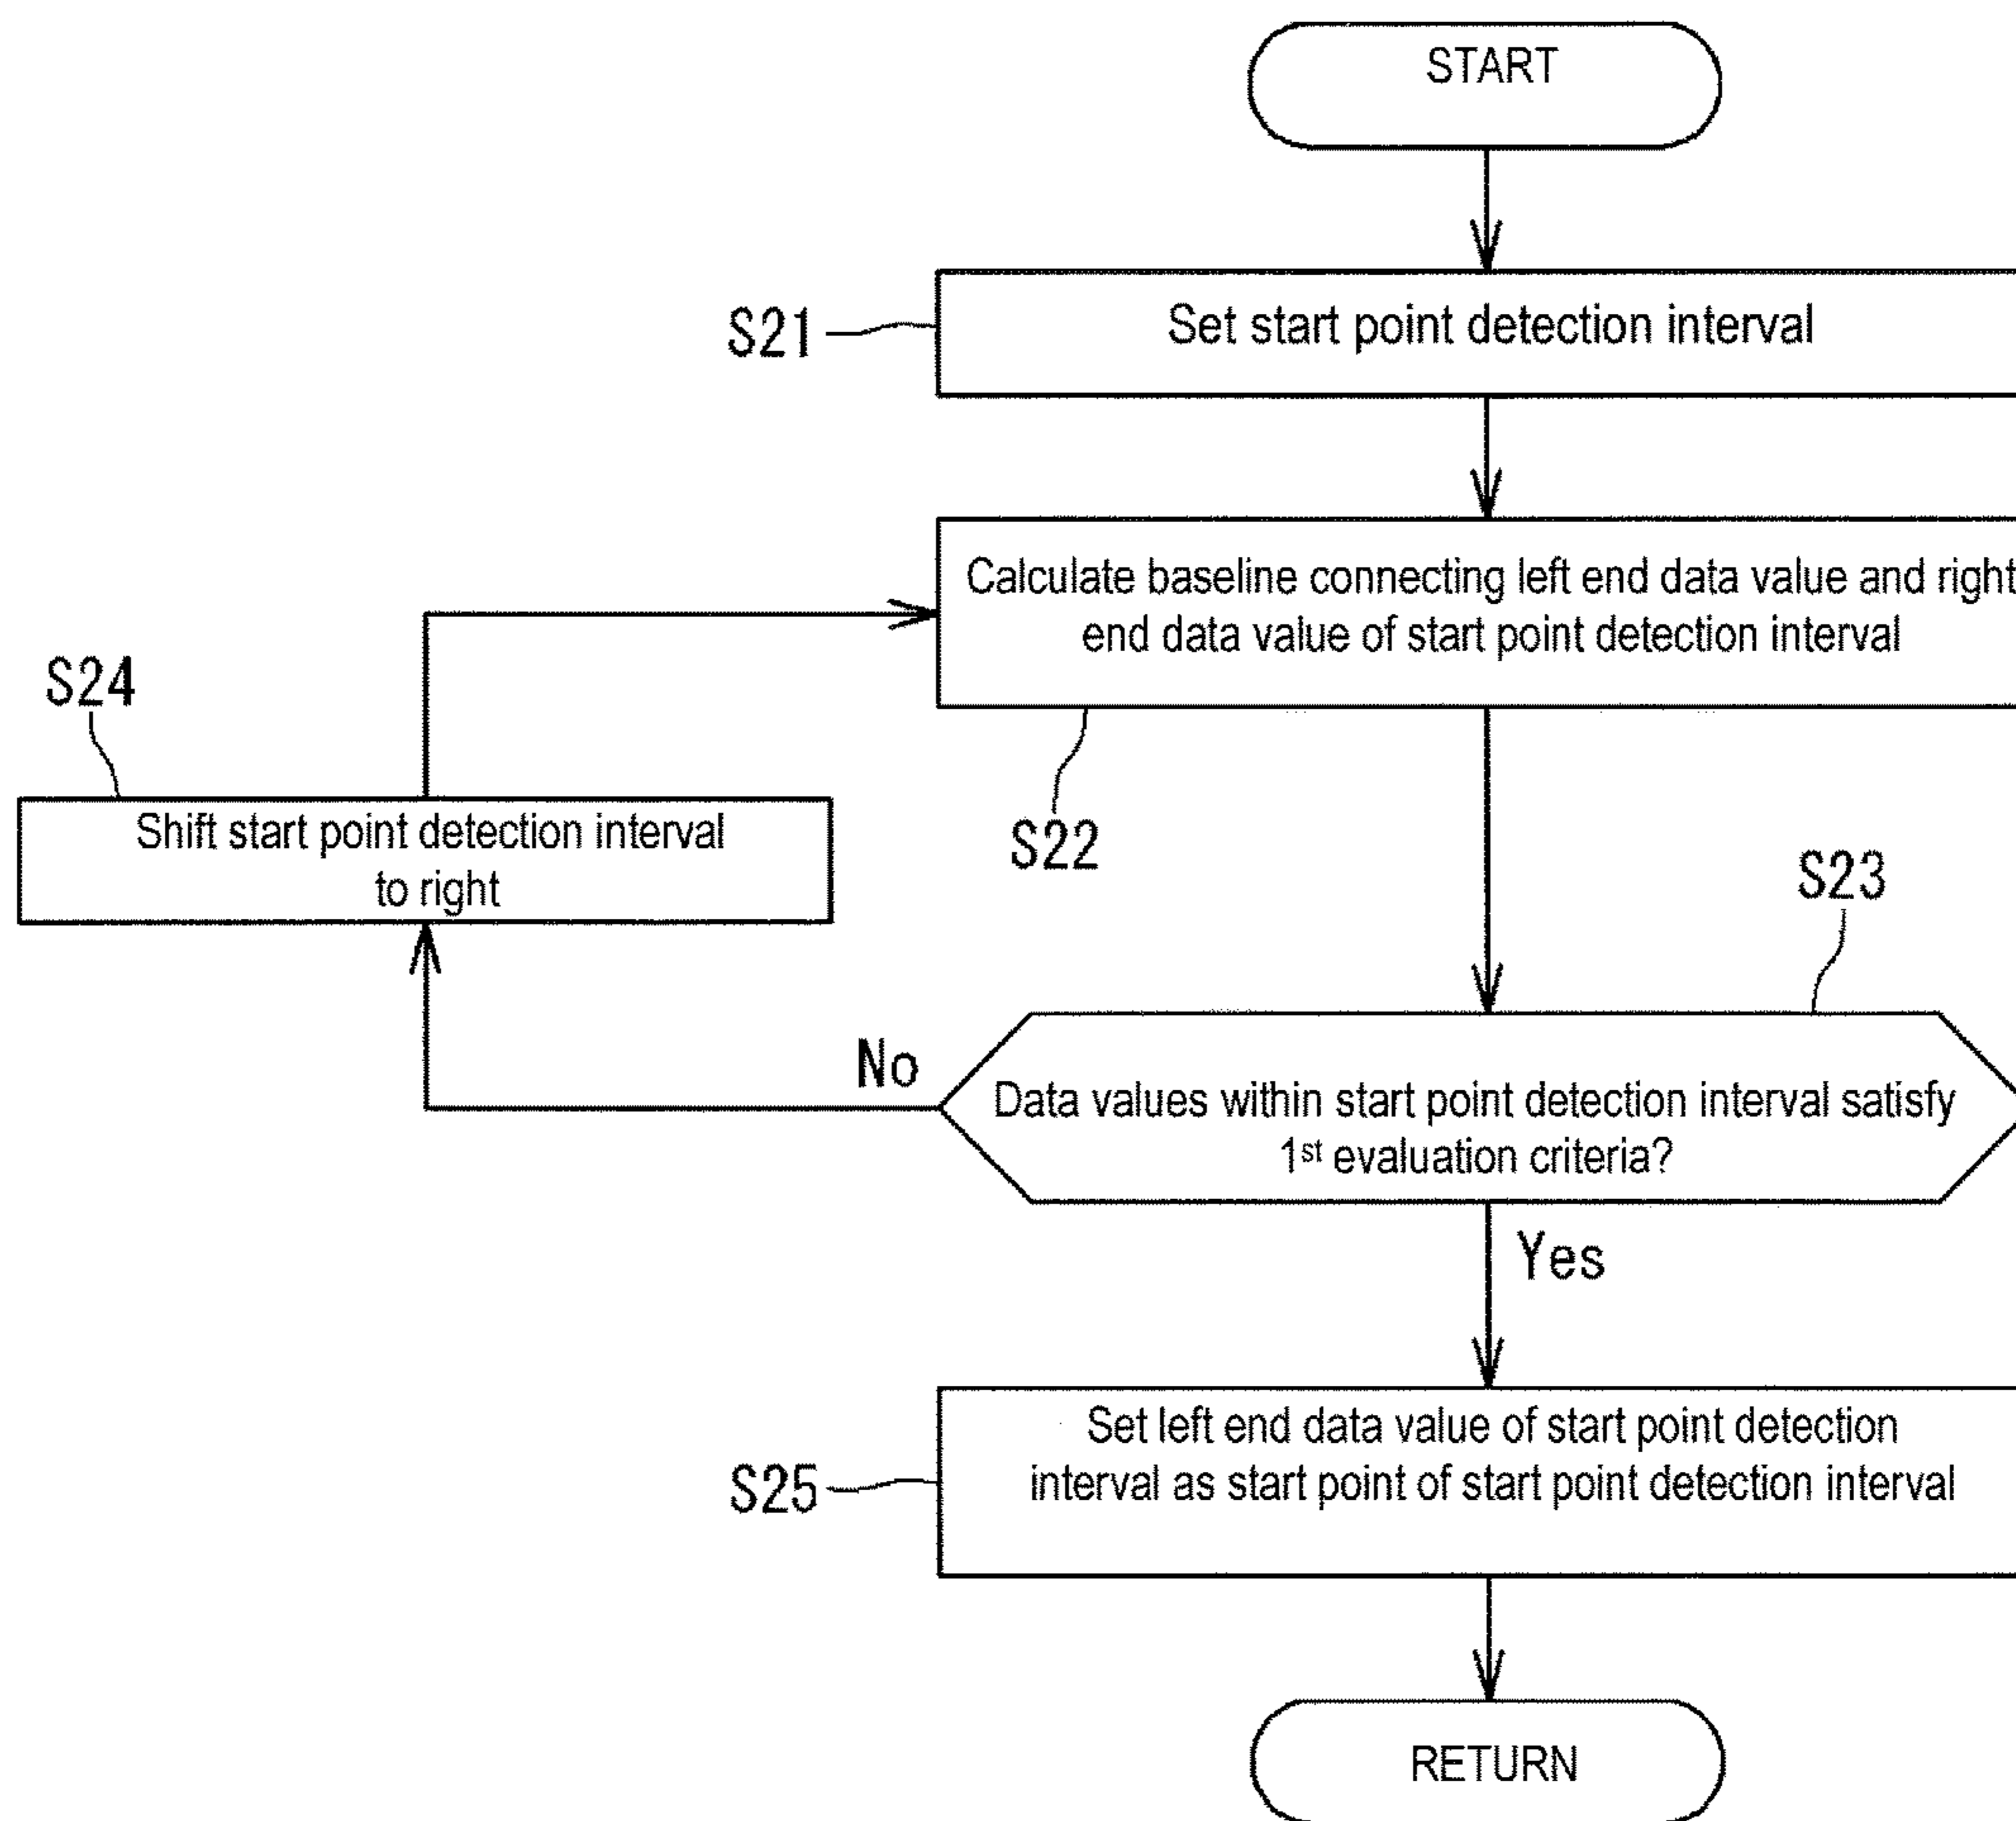 START
S21
Set start point detection interval
Calculate baseline connecting left end data value and right
end data value of start point detection interval
S24
S22
Shift start point detection interval
to right
S23
No
Data values within start point detection interval satisfy
1st evaluation criteria?
Yes
Set left end data value of start point detection
interval as start point of start point detection interval
S25
RETURN